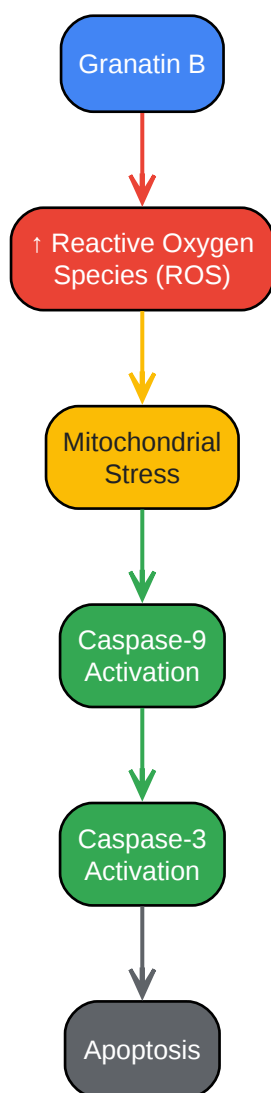 Granatin B
↑ Reactive Oxygen
Species (ROS)
Mitochondrial
Stress
Caspase-9
Activation
Caspase-3
Activation
Apoptosis